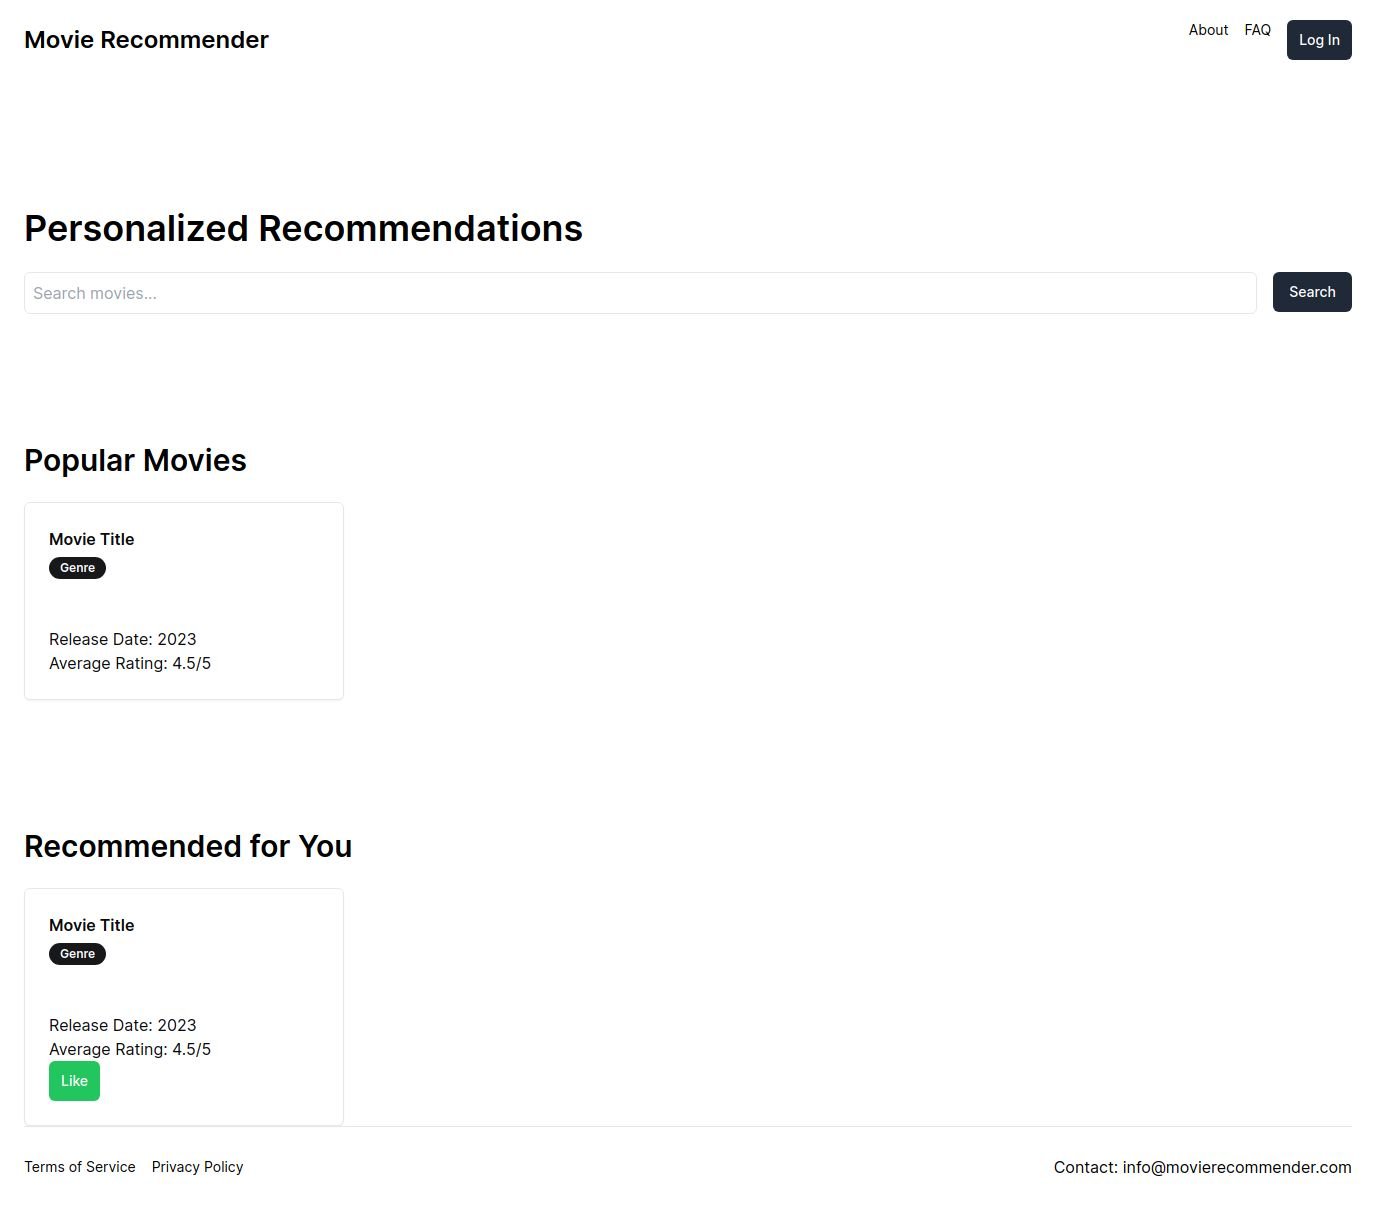 Movie Recommender
About FAQ Log In
Personalized Recommendations
Search movies...
Search
Popular Movies
Movie Title
Genre
Release Date: 2023
Average Rating: 4.5/5
Recommended for You
Movie Title
Genre
Release Date: 2023
Average Rating: 4.5/5
Like
Terms of Service Privacy Policy
Contact: info@movierecommender.com